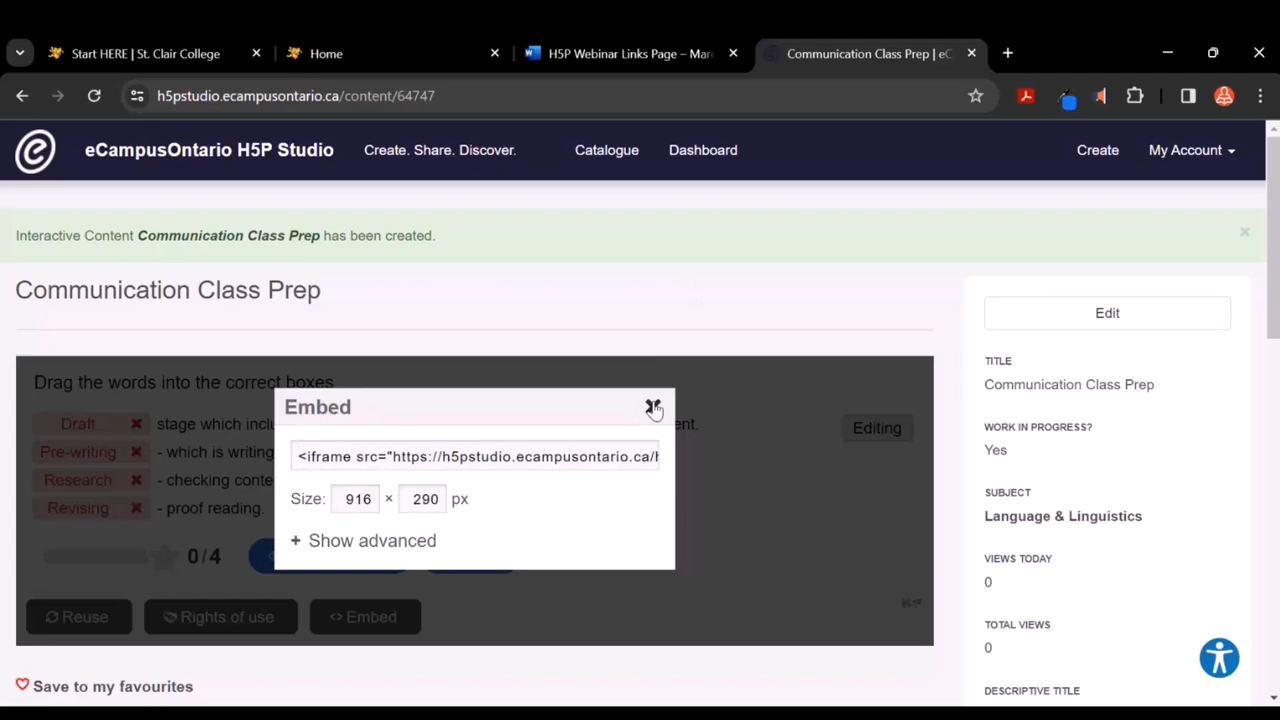 Start HERE | St. Clair College
Home
H5P Webinar Links Page – Mar
Communication Class Prep | eC
h5pstudio.ecampusontario.ca/content/64747
eCampusOntario H5P Studio
Create. Share. Discover.
Catalogue
Dashboard
Create
My Account
Interactive Content Communication Class Prep has been created.
Communication Class Prep
Edit
TITLE
Communication Class Prep
WORK IN PROGRESS?
Yes
SUBJECT
Language & Linguistics
VIEWS TODAY
0
TOTAL VIEWS
0
DESCRIPTIVE TITLE
Drag the words into the correct boxes
Draft stage which inclu
ent.
Pre-writing - which is writing
Research - checking conte
Revising - proof reading.
Editing
0/4
Embed
<iframe src="https://h5pstudio.ecampusontario.ca/h
Size: 916 × 290 px
+ Show advanced
Reuse
Rights of use
<> Embed
H-P
Save to my favourites